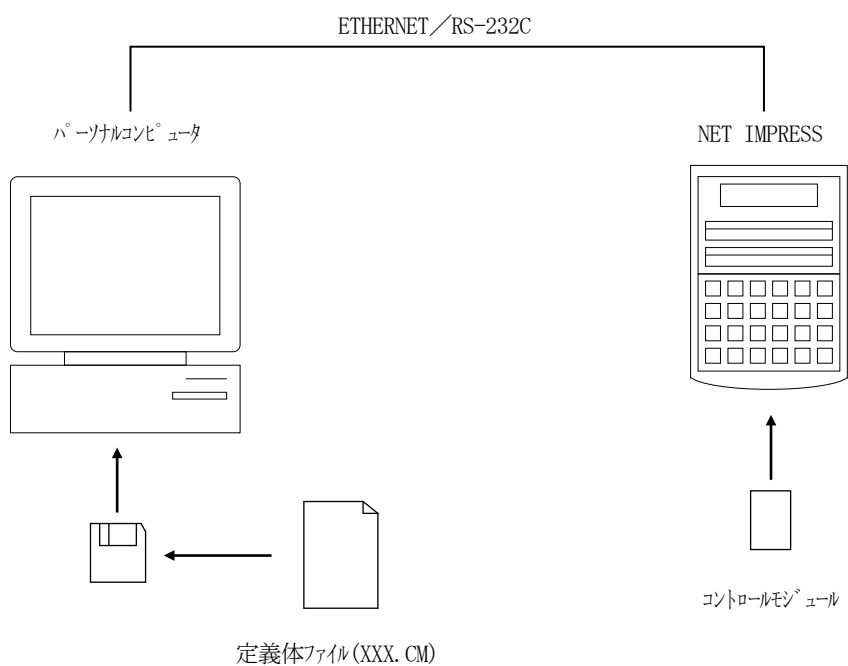 ETHERNET／RS-232C
ﾊﾟｰｿﾅﾙｺﾝﾋﾟｭｰﾀ
NET IMPRESS
ｺﾝﾄﾛｰﾙﾓｼﾞｭｰﾙ
定義体ﾌｧｲﾙ(XXX.CM)